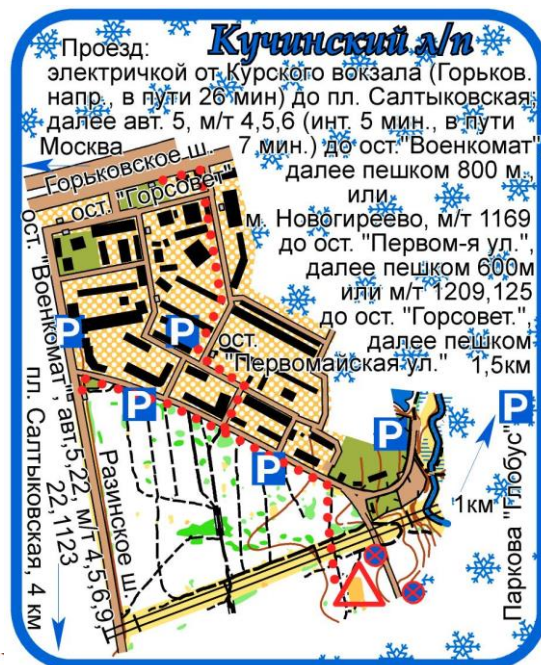 Кучинский л/п
Проезд:
электричкой от Курского вокзала (Горьков.
напр., в пути 26 мин) до пл. Салтыковская,
далее авт. 5, м/т 4,5,6 (инт. 5 мин., в пути
7 мин.) до ост."Военкомат"
далее пешком 800 м,
или
м. Новогиреево, м/т 1169
до ост. "Первом-я ул.",
далее пешком 600м
или м/т 1209,125
до ост. "Горсовет.",
далее пешком
1,5км
Москва
Горьковское ш.
ост. "Горсовет"
ост.
"Первомайская ул."
ост. "Военкомат", авт,5,22, м/т 4,5,6,9,
22,1123
пл. Салтыковская, 4 км
Разинское ш.
P
P
P
P
P
P
1км
Паркова "Глобус"